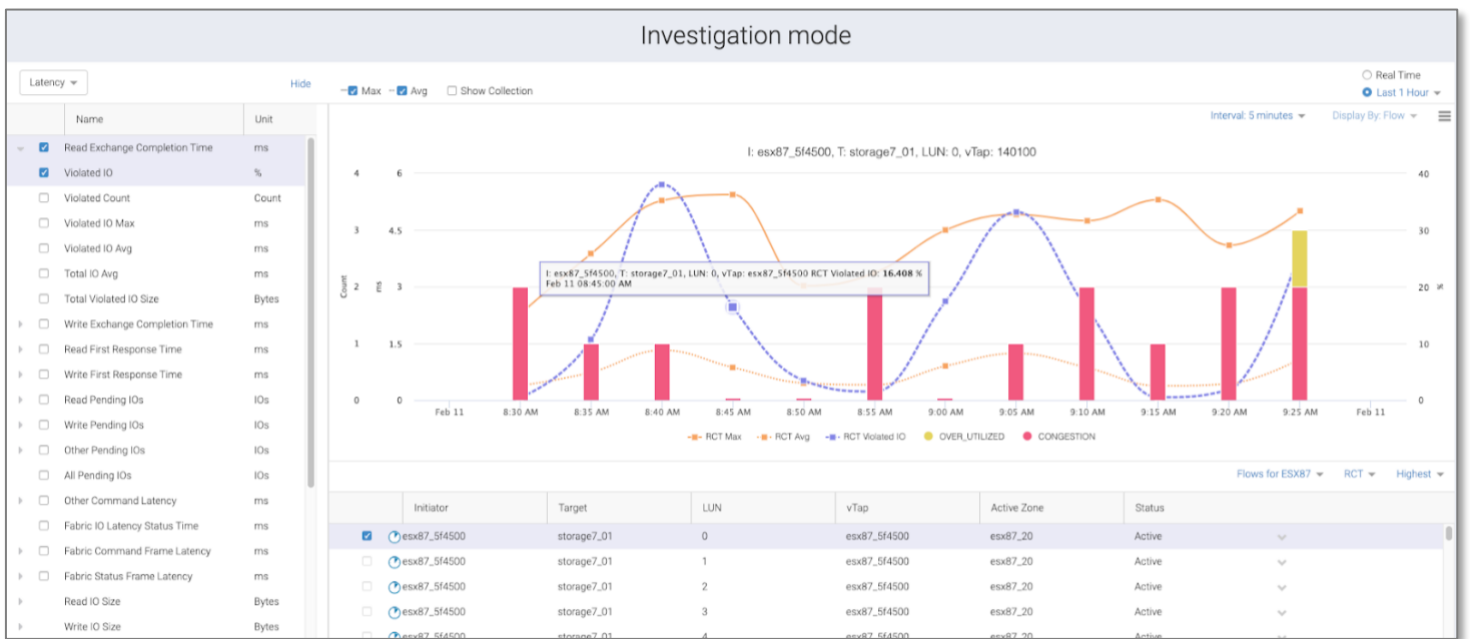 Investigation mode
Latency
Hide
Max Avg Show Collection
Real Time
Last 1 Hour
Name Unit
Read Exchange Completion Time ms
Violated IO %
Violated Count Count
Violated IO Max ms
Violated IO Avg ms
Total IO Avg ms
Total Violated IO Size Bytes
Write Exchange Completion Time ms
Read First Response Time ms
Write First Response Time ms
Read Pending IOs IOs
Write Pending IOs IOs
Other Pending IOs IOs
All Pending IOs IOs
Other Command Latency ms
Fabric IO Latency Status Time ms
Fabric Command Frame Latency ms
Fabric Status Frame Latency ms
Read IO Size Bytes
Write IO Size Bytes
Interval: 5 minutes Display By: Flow
I: esx87_5f4500, T: storage7_01, LUN: 0, vTap: 140100
4 6 40
3 4.5 30
I: esx87_5f4500, T: storage7_01, LUN: 0, vTap: esx87_5f4500 RCT Violated IO: 16.408 %
Feb 11 08:45:00 AM
Count 2 ms 3 20 %
1 1.5 10
0 0 0
Feb 11 8:30 AM 8:35 AM 8:40 AM 8:45 AM 8:50 AM 8:55 AM 9:00 AM 9:05 AM 9:10 AM 9:15 AM 9:20 AM 9:25 AM Feb 11
RCT Max RCT Avg RCT Violated IO OVER_UTILIZED CONGESTION
Flows for ESX87 RCT Highest
Initiator Target LUN vTap Active Zone Status
esx87_5f4500 storage7_01 0 esx87_5f4500 esx87_20 Active
esx87_5f4500 storage7_01 1 esx87_5f4500 esx87_20 Active
esx87_5f4500 storage7_01 2 esx87_5f4500 esx87_20 Active
esx87_5f4500 storage7_01 3 esx87_5f4500 esx87_20 Active
esx87_5f4500 storage7_01 4 esx87_5f4500 esx87_20 Active